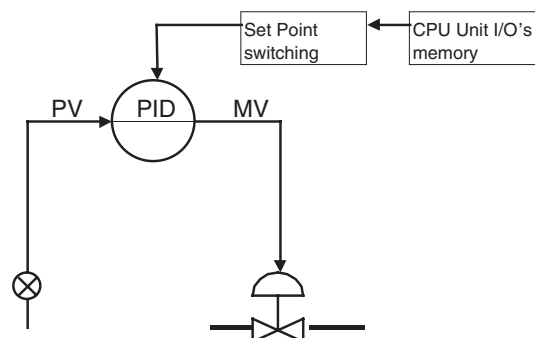 Set Point
switching
CPU Unit I/O's
memory
PV
PID
MV